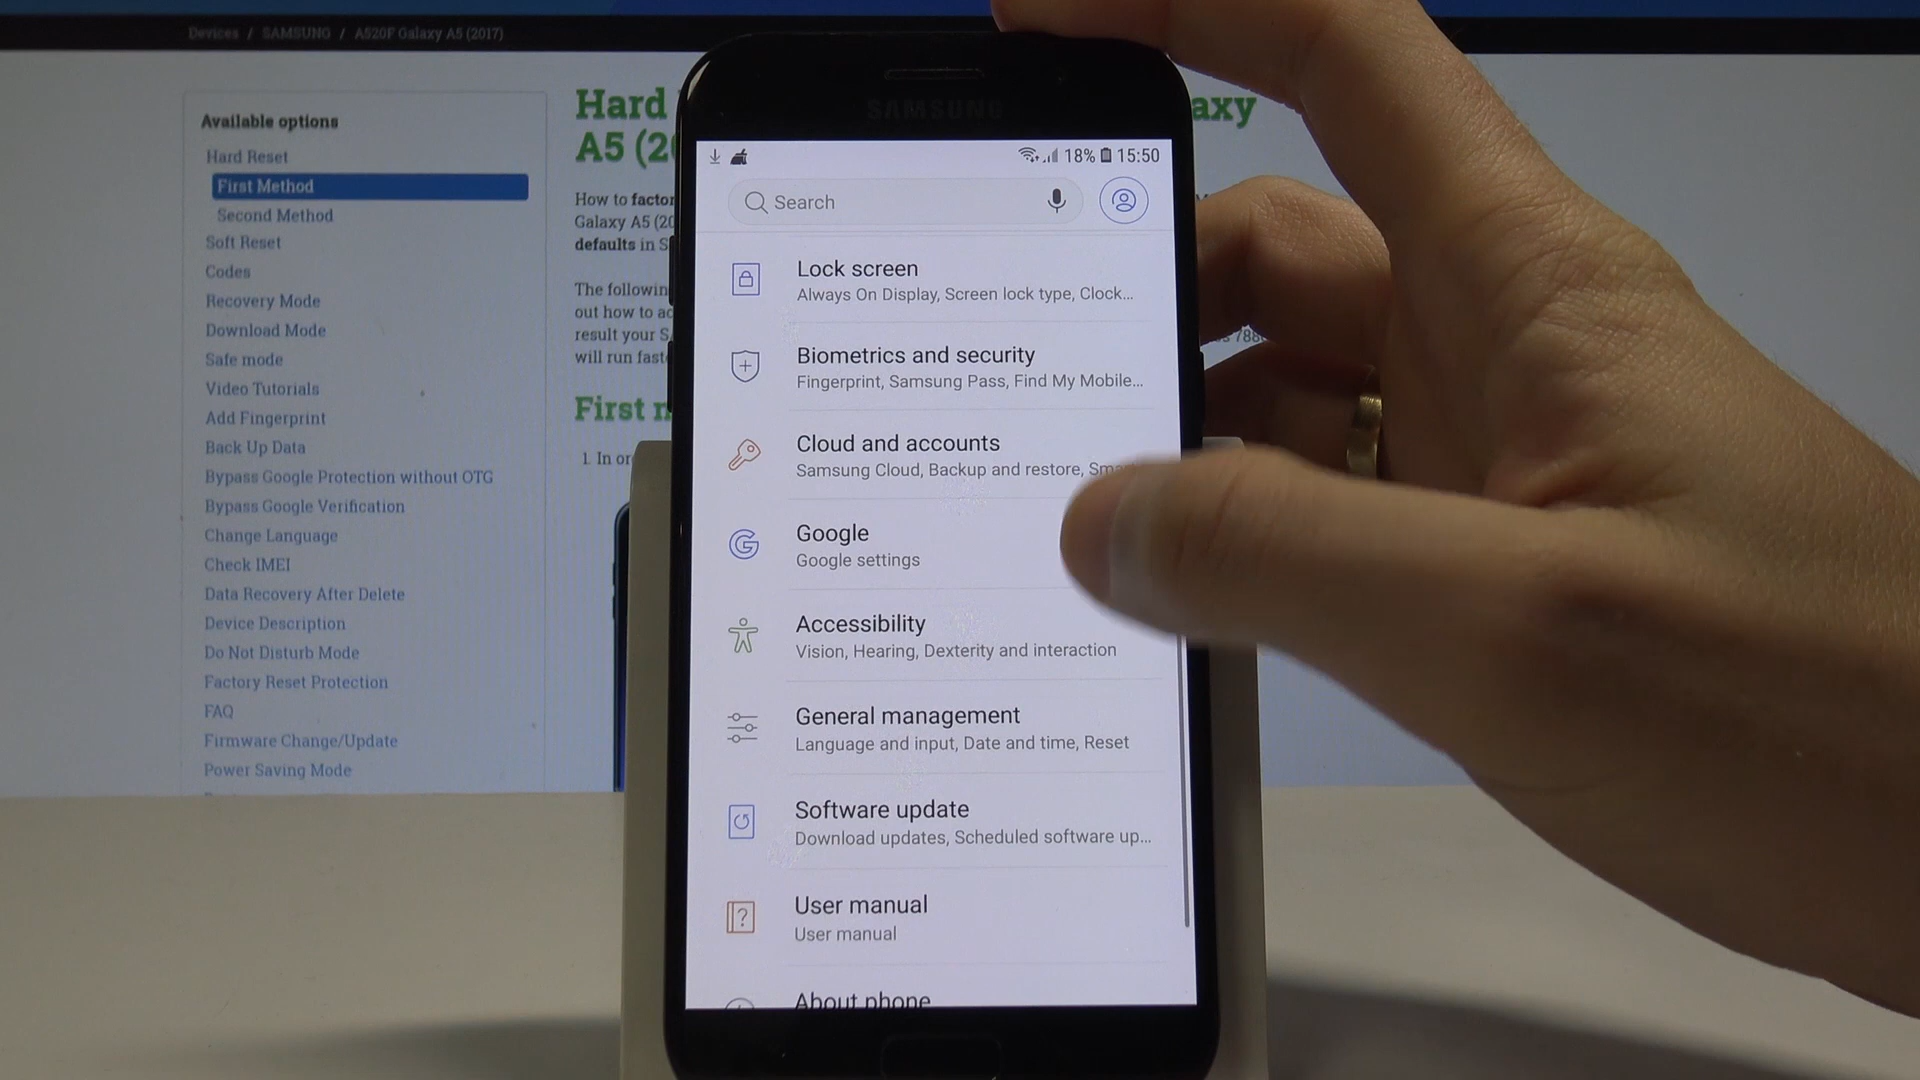 Devices / SAMSUNG / A520F Galaxy A5 (2017)
Available options
Hard Reset
First Method
Second Method
Soft Reset
Codes
Recovery Mode
Download Mode
Safe mode
Video Tutorials
Add Fingerprint
Back Up Data
Bypass Google Protection without OTG
Bypass Google Verification
Change Language
Check IMEI
Data Recovery After Delete
Device Description
Do Not Disturb Mode
Factory Reset Protection
FAQ
Firmware Change/Update
Power Saving Mode
Hard
axy
A5 (20
How to factor
Galaxy A5 (20
defaults in S
The followin
out how to ac
result your S
will run faste
First m
1. In or
SAMSUNG
18% 15:50
Search
Lock screen
Always On Display, Screen lock type, Clock...
Biometrics and security
Fingerprint, Samsung Pass, Find My Mobile...
Cloud and accounts
Samsung Cloud, Backup and restore, Smar
Google
Google settings
Accessibility
Vision, Hearing, Dexterity and interaction
General management
Language and input, Date and time, Reset
Software update
Download updates, Scheduled software up...
User manual
User manual
About phone